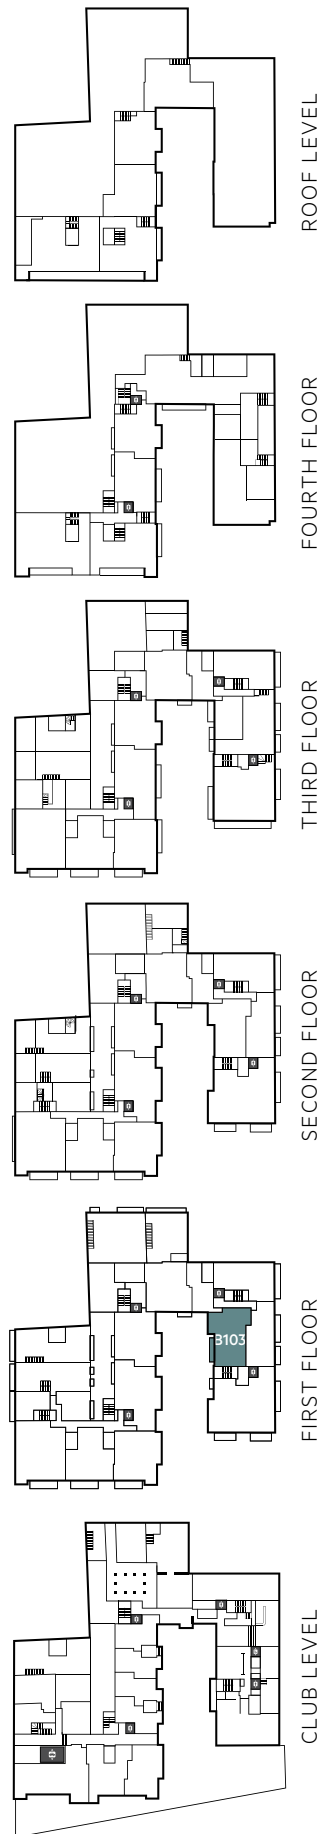 ROOF LEVEL
FOURTH FLOOR
THIRD FLOOR
SECOND FLOOR
FIRST FLOOR
B103
CLUB LEVEL